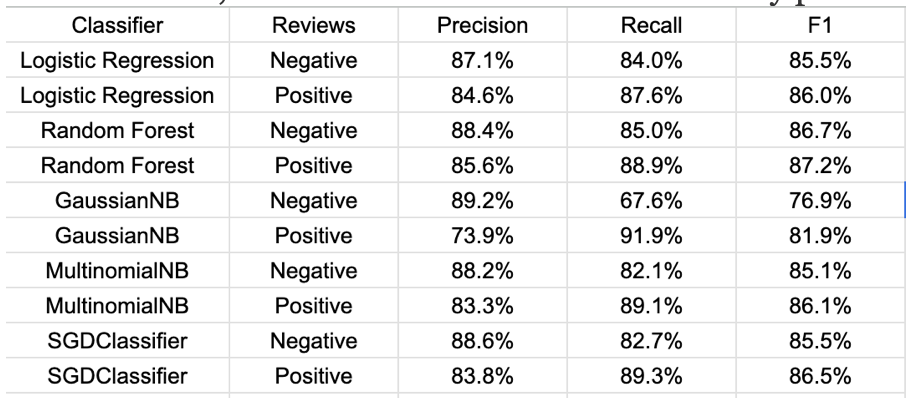 Classifier Reviews Precision Recall F1
Logistic Regression Negative 87.1% 84.0% 85.5%
Logistic Regression Positive 84.6% 87.6% 86.0%
Random Forest Negative 88.4% 85.0% 86.7%
Random Forest Positive 85.6% 88.9% 87.2%
GaussianNB Negative 89.2% 67.6% 76.9%
GaussianNB Positive 73.9% 91.9% 81.9%
MultinomialNB Negative 88.2% 82.1% 85.1%
MultinomialNB Positive 83.3% 89.1% 86.1%
SGDClassifier Negative 88.6% 82.7% 85.5%
SGDClassifier Positive 83.8% 89.3% 86.5%